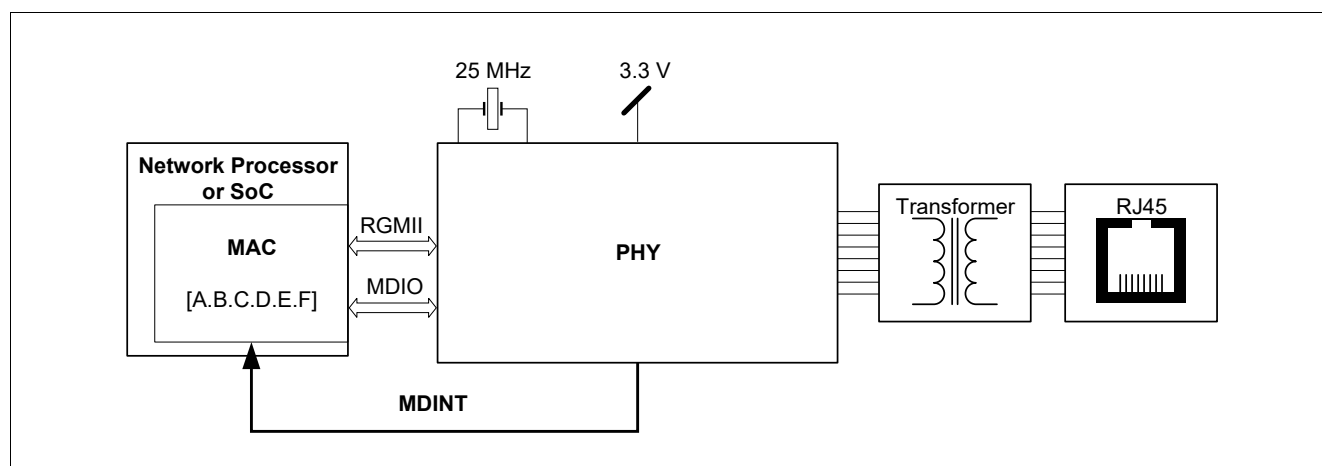 25 MHz
3.3 V
Network Processor
or SoC
MAC
[A.B.C.D.E.F]
RGMII
MDIO
PHY
Transformer
RJ45
MDINT